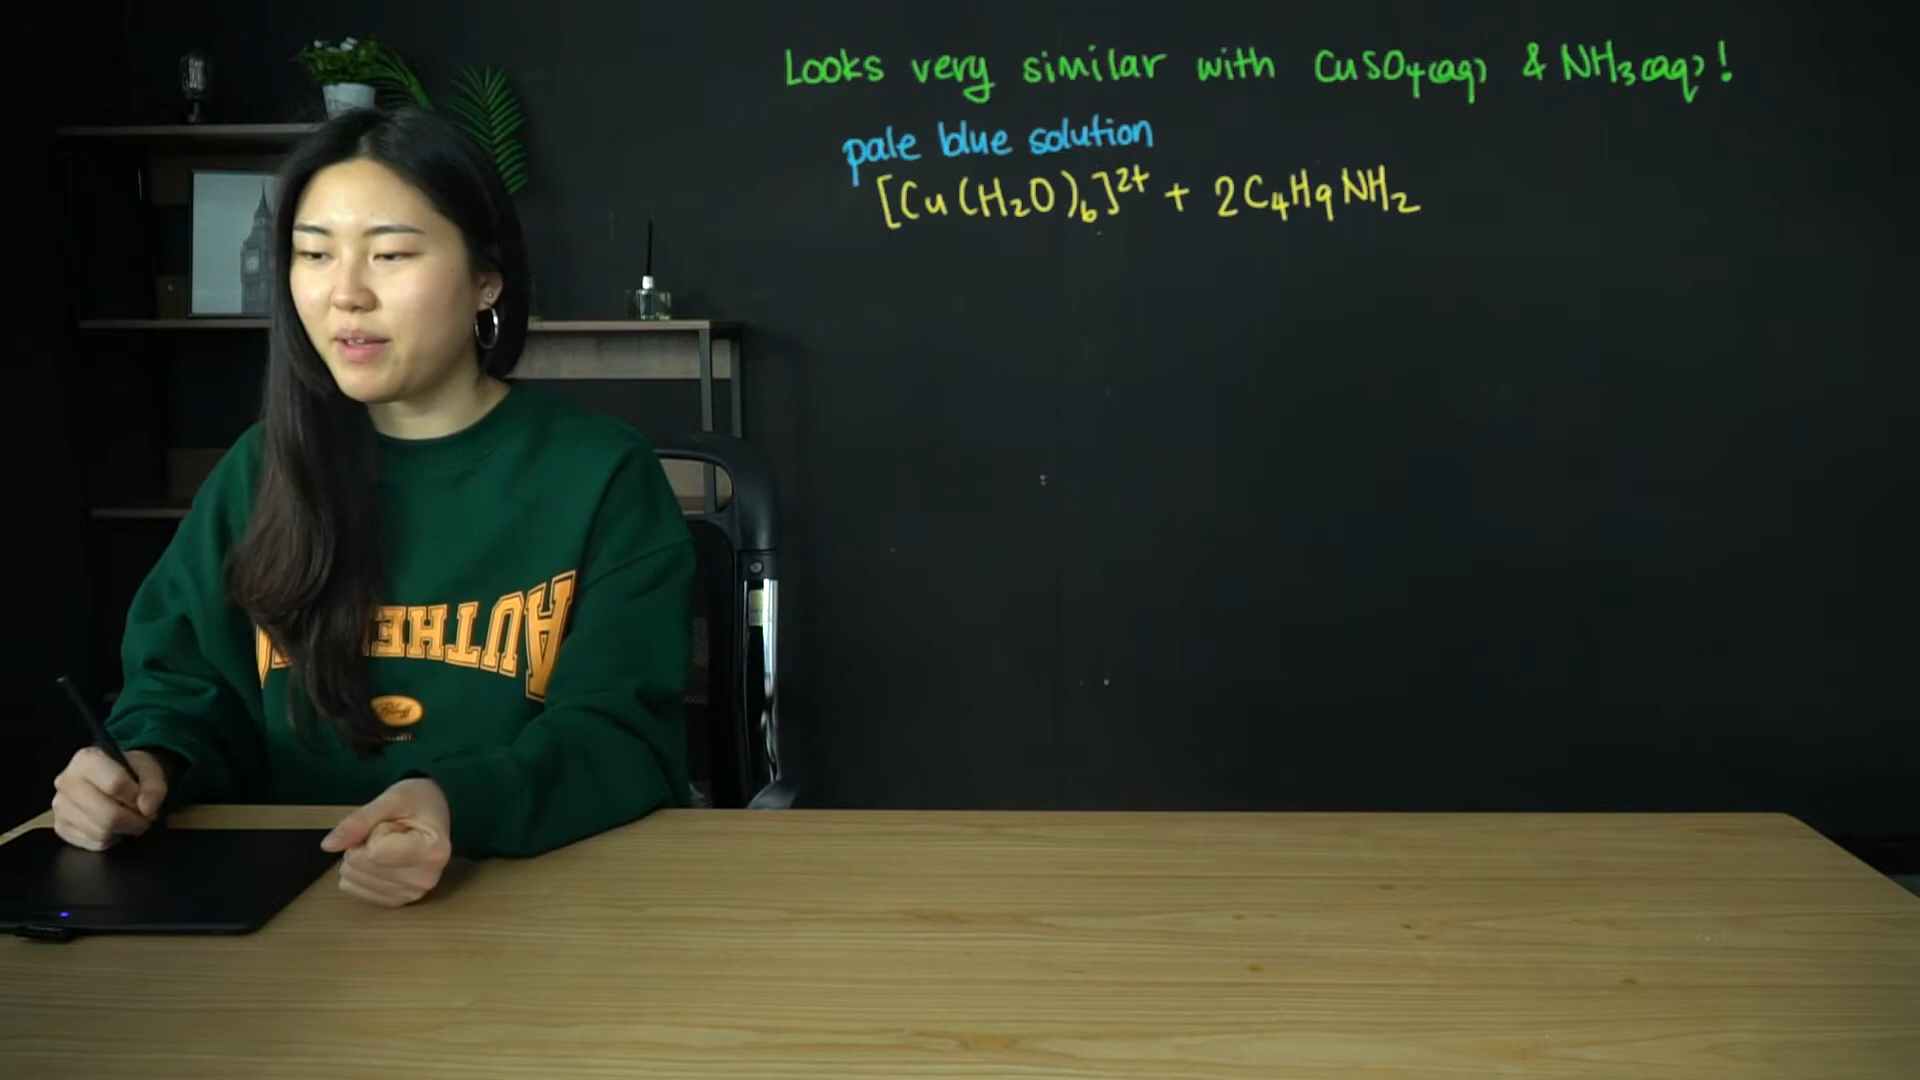 Looks very similar with CuSO₄(aq) & NH₃(aq)!
pale blue solution
[Cu(H₂O)₆]²⁺ + 2C₄H₉NH₂